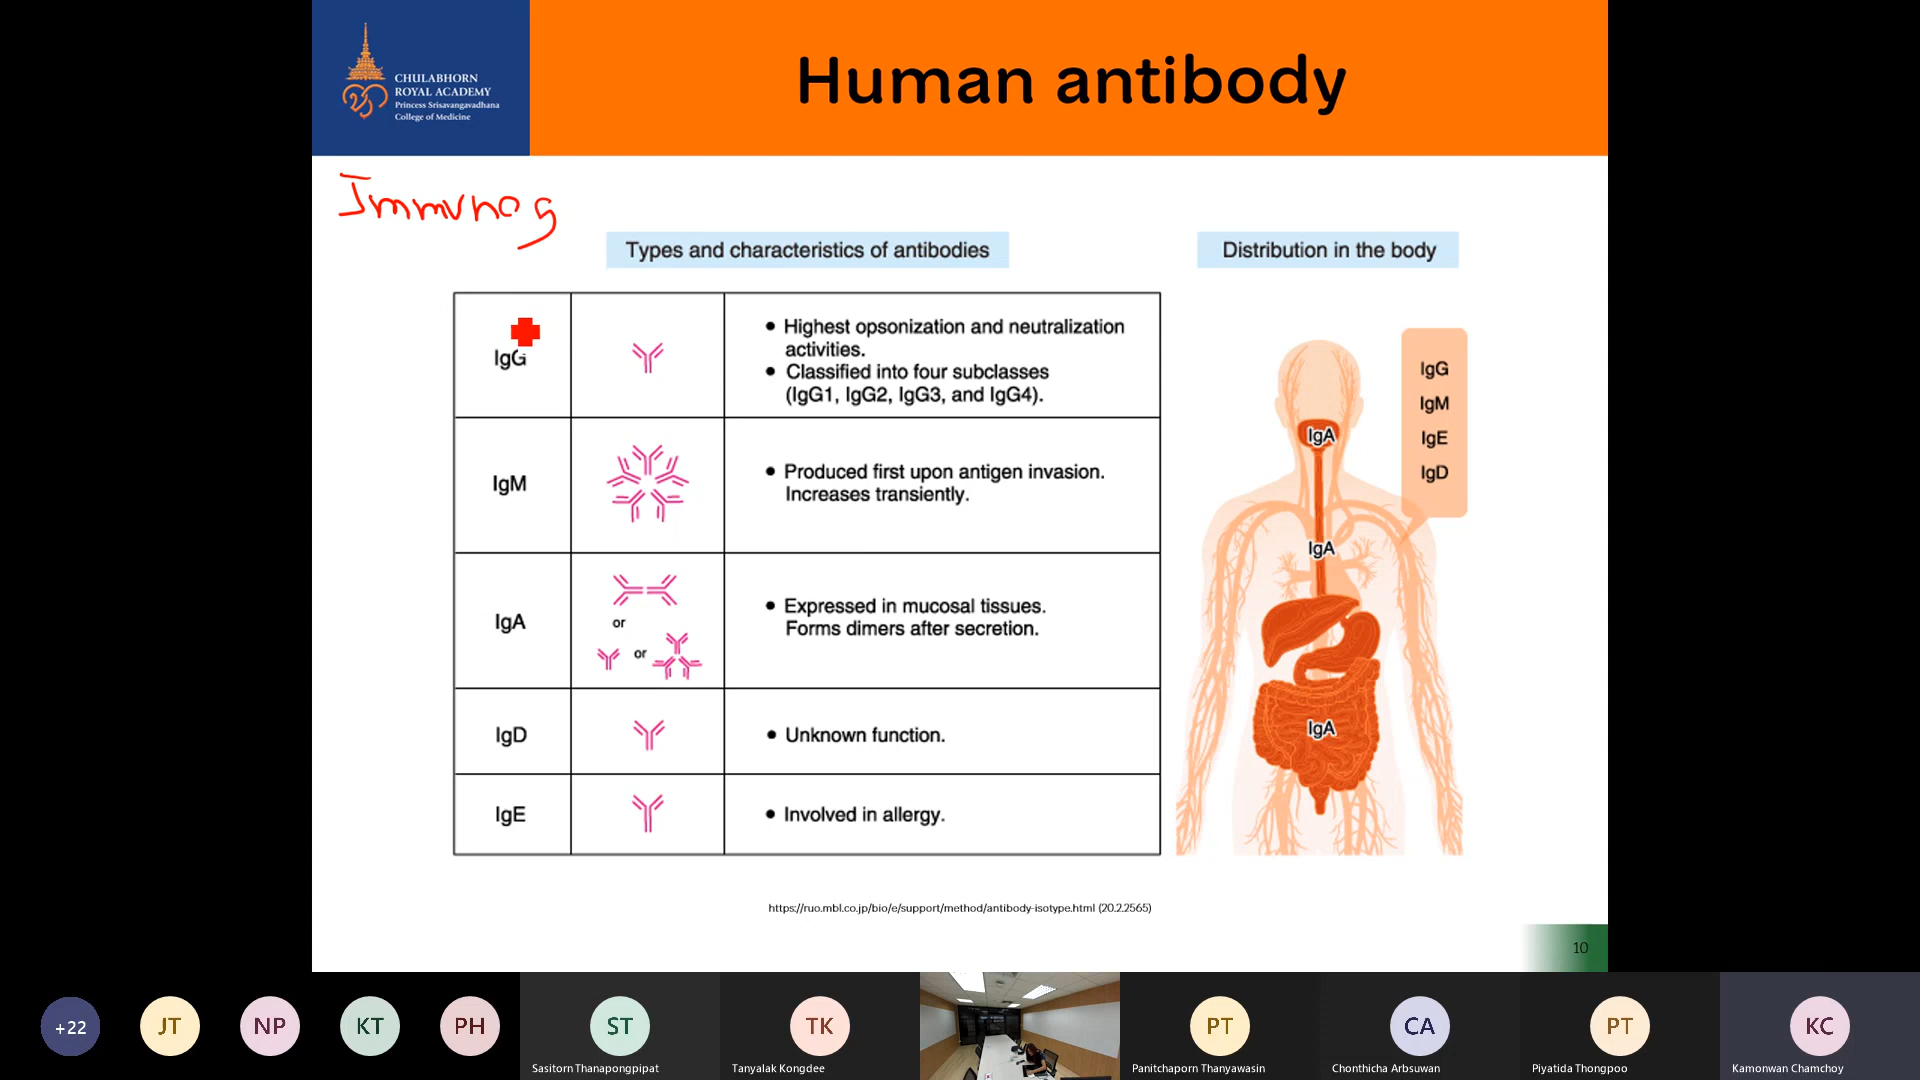 CHULABHORN
ROYAL ACADEMY
Princess Srisavangavadhana
College of Medicine
Human antibody
Immunog
Types and characteristics of antibodies
Distribution in the body
IgG
• Highest opsonization and neutralization
activities.
• Classified into four subclasses
(IgG1, IgG2, IgG3, and IgG4).
IgM
• Produced first upon antigen invasion.
Increases transiently.
IgA
or
or
• Expressed in mucosal tissues.
Forms dimers after secretion.
IgD
• Unknown function.
IgE
• Involved in allergy.
IgG
IgM
IgE
IgD
IgA
IgA
IgA
https://ruo.mbl.co.jp/bio/e/support/method/antibody-isotype.html (20.2.2565)
10
+22
JT
NP
KT
PH
ST
Sasitorn Thanapongpipat
TK
Tanyalak Kongdee
PT
Panitchaporn Thanyawasin
CA
Chonthicha Arbsuwan
PT
Piyatida Thongpoo
KC
Kamonwan Chamchoy